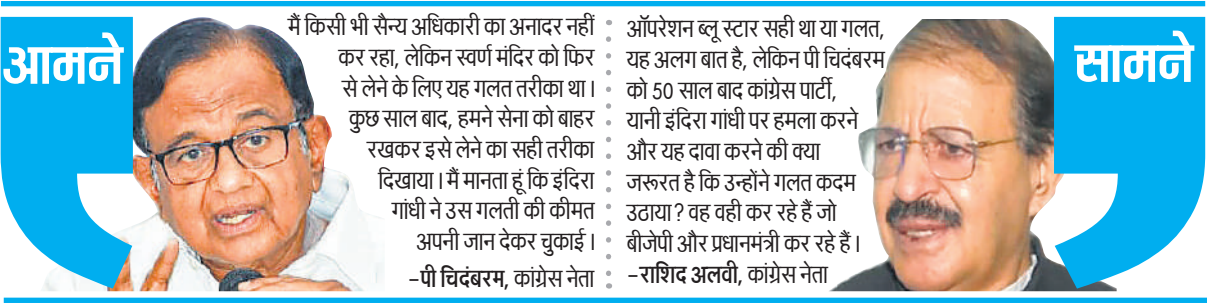 आमने
मैं किसी भी सैन्य अधिकारी का अनादर नहीं
कर रहा, लेकिन स्वर्ण मंदिर को फिर
से लेने के लिए यह गलत तरीका था।
कुछ साल बाद, हमने सेना को बाहर
रखकर इसे लेने का सही तरीका
दिखाया। मैं मानता हूं कि इंदिरा
गांधी ने उस गलती की कीमत
अपनी जान देकर चुकाई।
–पी चिदंबरम, कांग्रेस नेता
ऑपरेशन ब्लू स्टार सही था या गलत,
यह अलग बात है, लेकिन पी चिदंबरम
को 50 साल बाद कांग्रेस पार्टी,
यानी इंदिरा गांधी पर हमला करने
और यह दावा करने की क्या
जरूरत है कि उन्होंने गलत कदम
उठाया? वह वही कर रहे हैं जो
बीजेपी और प्रधानमंत्री कर रहे हैं।
–राशिद अलवी, कांग्रेस नेता
सामने